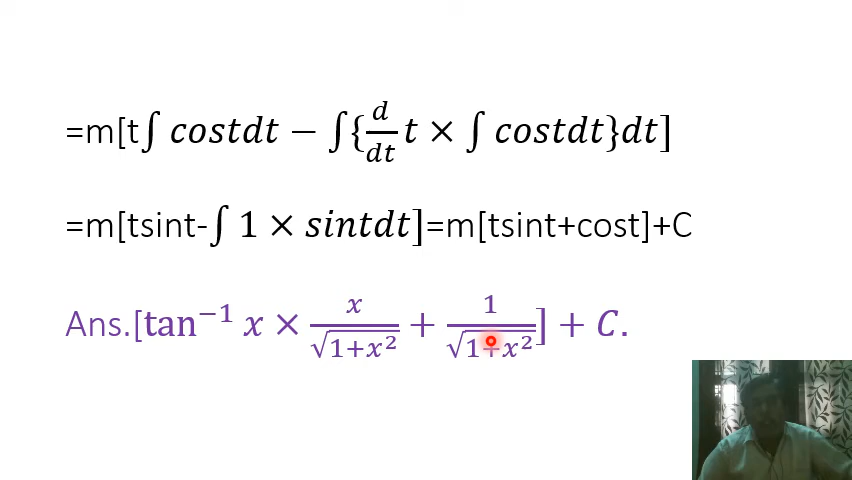 =m[t∫ costdt − ∫{d/dt t × ∫ costdt}dt]
=m[tsint-∫ 1 × sintdt]=m[tsint+cost]+C
Ans.[tan⁻¹ x × x/√(1+x²) + 1/√(1+x²)] + C.